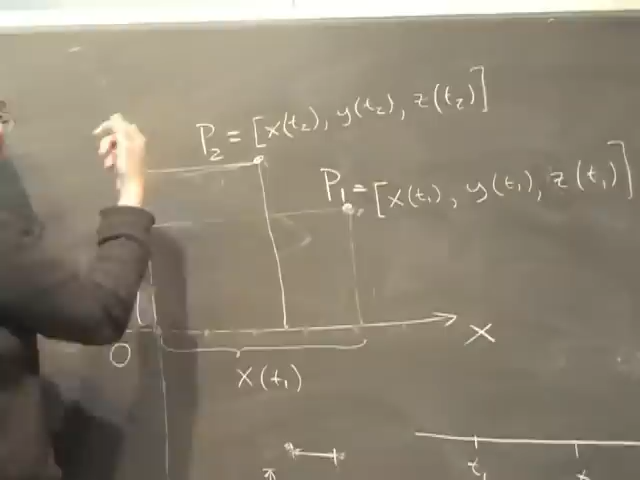 P₂ = [x(t₂), y(t₂), z(t₂)]
P₁ = [x(t₁), y(t₁), z(t₁)]
X
O
X(t₁)
t₁